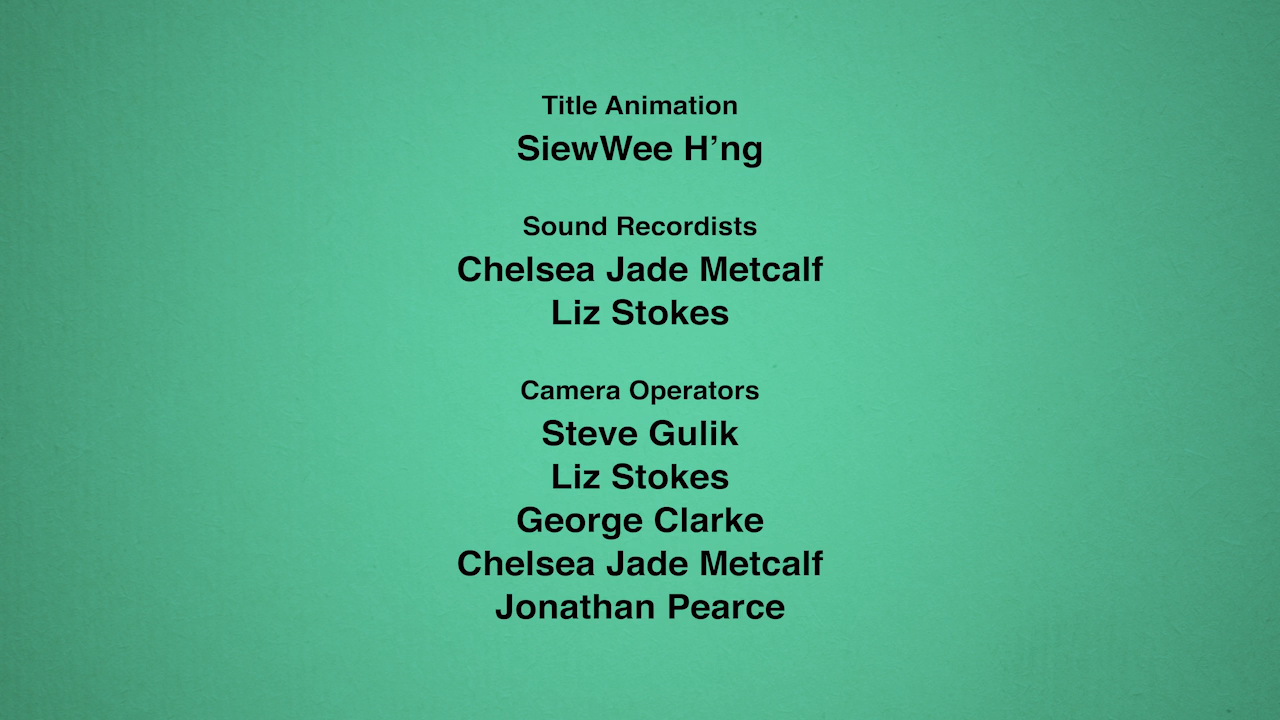 Title Animation
SiewWee H’ng
Sound Recordists
Chelsea Jade Metcalf
Liz Stokes
Camera Operators
Steve Gulik
Liz Stokes
George Clarke
Chelsea Jade Metcalf
Jonathan Pearce